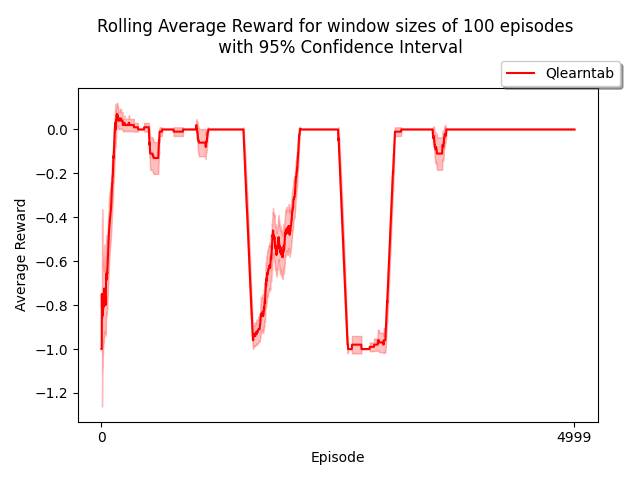 Rolling Average Reward for window sizes of 100 episodes
with 95% Confidence Interval
Qlearntab
0.0
−0.2
−0.4
−0.6
−0.8
−1.0
−1.2
Average Reward
0
4999
Episode